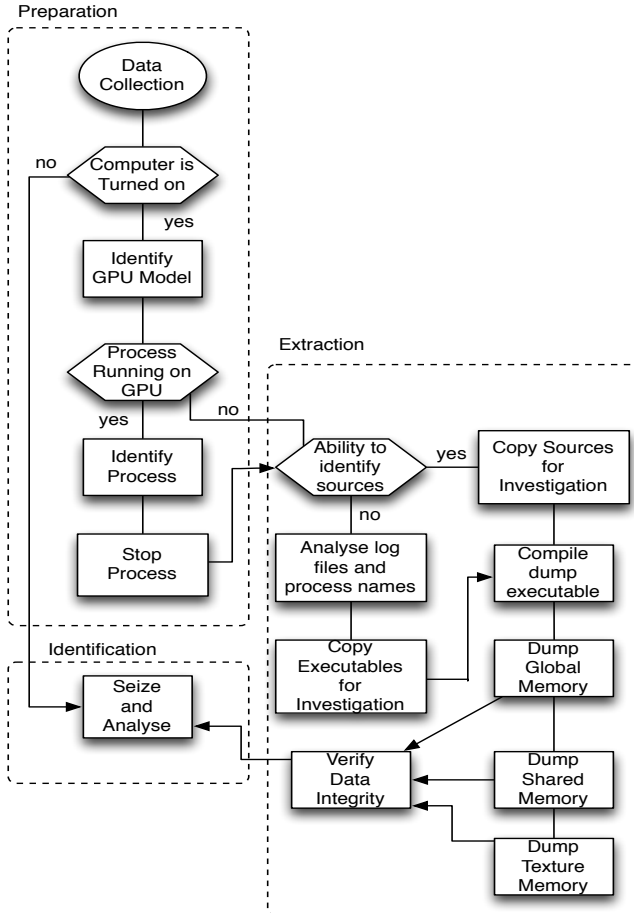 Preparation
Data
Collection
no
Computer is
Turned on
yes
Identify
GPU Model
Process
Running on
GPU
no
yes
Identify
Process
Stop
Process
Extraction
Ability to
identify
sources
yes
Copy Sources
for
Investigation
no
Analyse log
files and
process names
Compile
dump
executable
Copy
Executables
for
Investigation
Dump
Global
Memory
Identification
Seize
and
Analyse
Verify
Data
Integrity
Dump
Shared
Memory
Dump
Texture
Memory